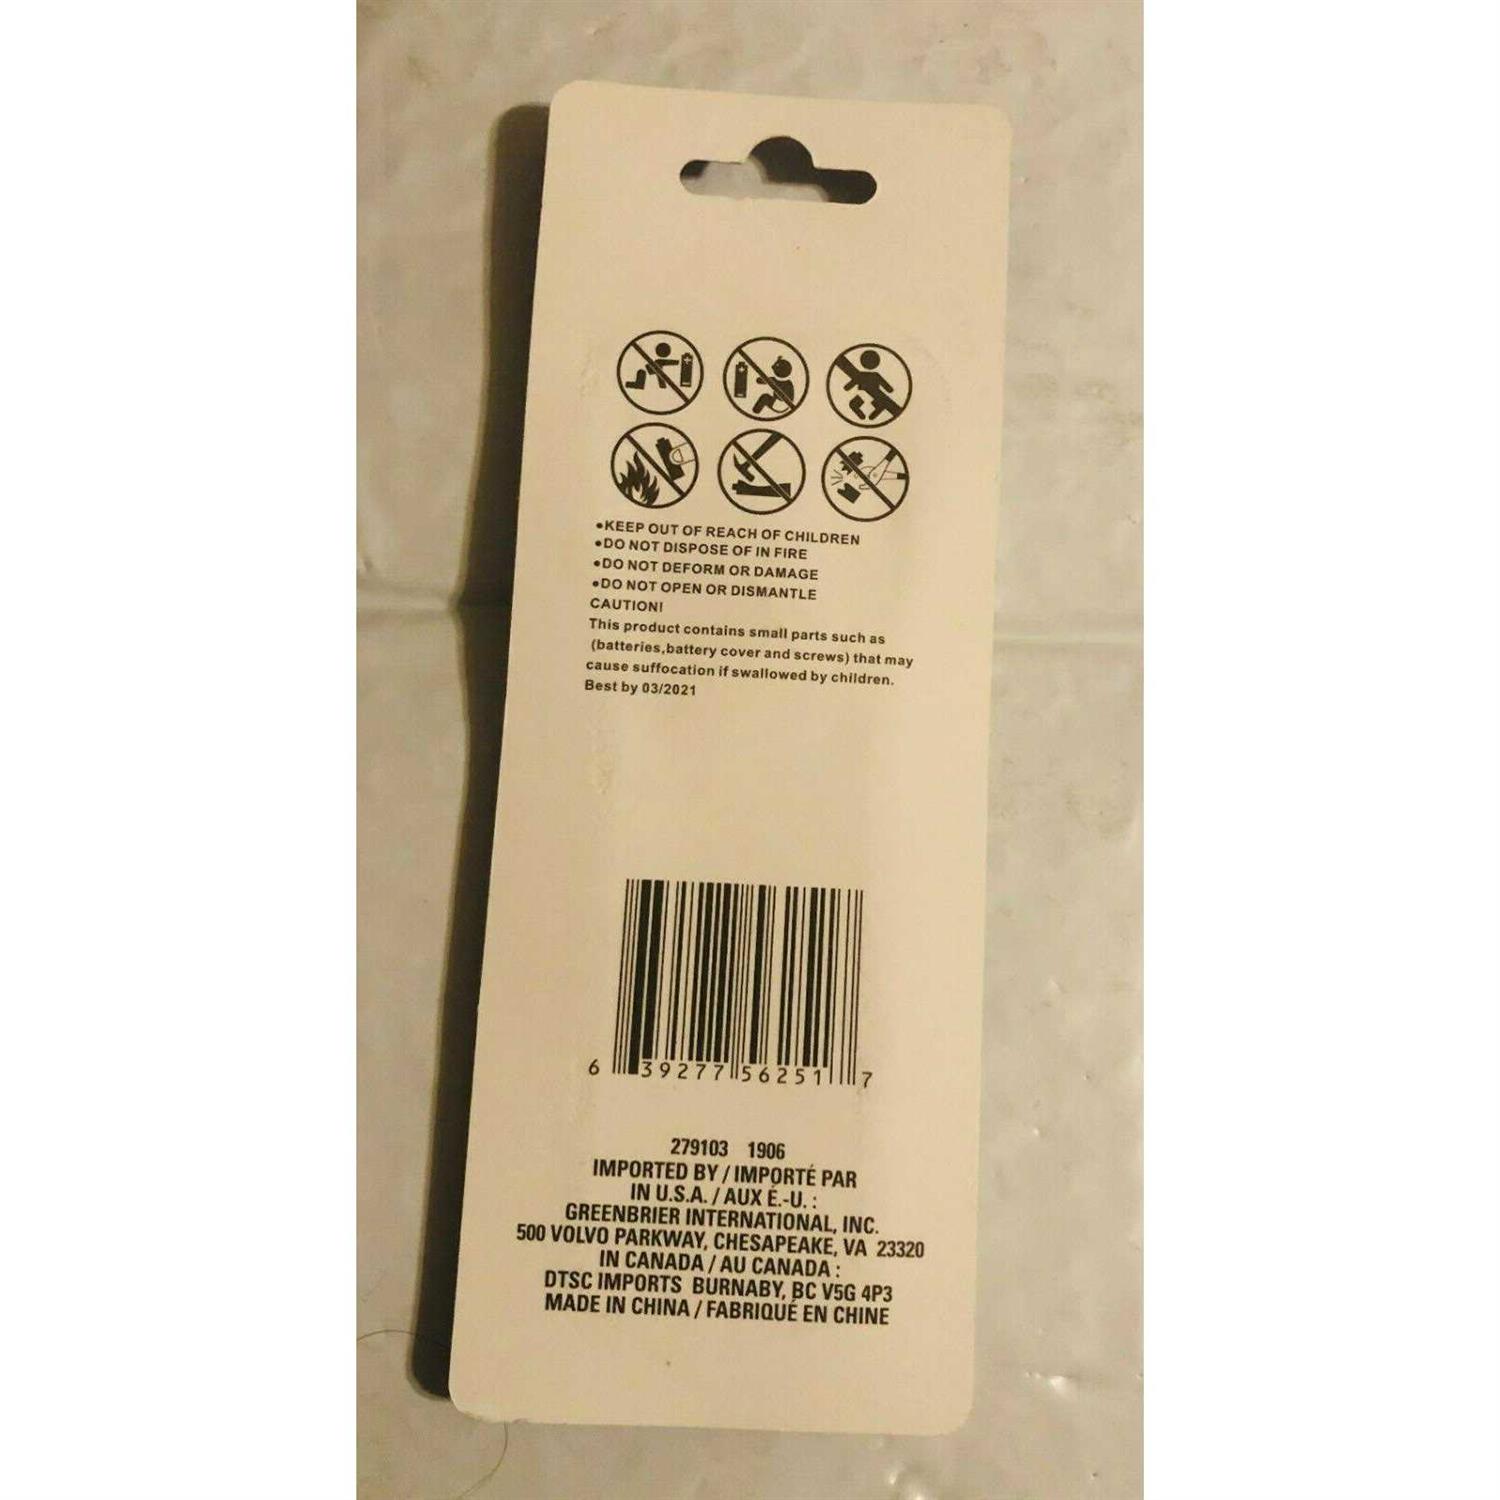 •KEEP OUT OF REACH OF CHILDREN
•DO NOT DISPOSE OF IN FIRE
•DO NOT DEFORM OR DAMAGE
•DO NOT OPEN OR DISMANTLE
CAUTION!
This product contains small parts such as
(batteries,battery cover and screws) that may
cause suffocation if swallowed by children.
Best by 03/2021
6 39277 56251 7
279103 1906
IMPORTED BY / IMPORTÉ PAR
IN U.S.A. / AUX É.-U. :
GREENBRIER INTERNATIONAL, INC.
500 VOLVO PARKWAY, CHESAPEAKE, VA 23320
IN CANADA / AU CANADA :
DTSC IMPORTS BURNABY, BC V5G 4P3
MADE IN CHINA / FABRIQUÉ EN CHINE